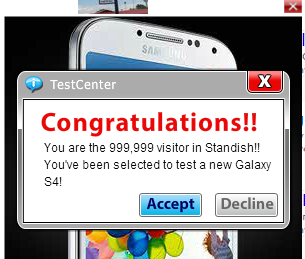 SAMSUNG
TestCenter
X
Congratulations!!
You are the 999,999 visitor in Standish!!
You've been selected to test a new Galaxy
S4!
Accept
Decline